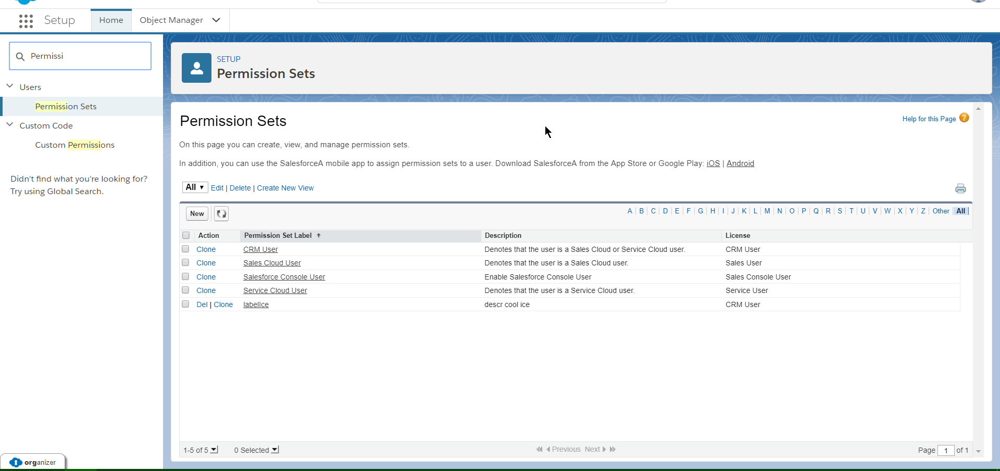 Setup
Home
Object Manager
Permissi
Users
Permission Sets
Custom Code
Custom Permissions
Didn't find what you're looking for?
Try using Global Search.
SETUP
Permission Sets
Permission Sets
Help for this Page ?
On this page you can create, view, and manage permission sets.
In addition, you can use the SalesforceA mobile app to assign permission sets to a user. Download SalesforceA from the App Store or Google Play: iOS | Android
All Edit | Delete | Create New View
New A | B | C | D | E | F | G | H | I | J | K | L | M | N | O | P | Q | R | S | T | U | V | W | X | Y | Z | Other | All
Action Permission Set Label Description License
Clone CRM User Denotes that the user is a Sales Cloud or Service Cloud user. CRM User
Clone Sales Cloud User Denotes that the user is a Sales Cloud user. Sales User
Clone Salesforce Console User Enable Salesforce Console User Sales Console User
Clone Service Cloud User Denotes that the user is a Service Cloud user. Service User
Del | Clone labelIce descr cool ice CRM User
1-5 of 5 0 Selected Previous Next Page 1 of 1
organizer